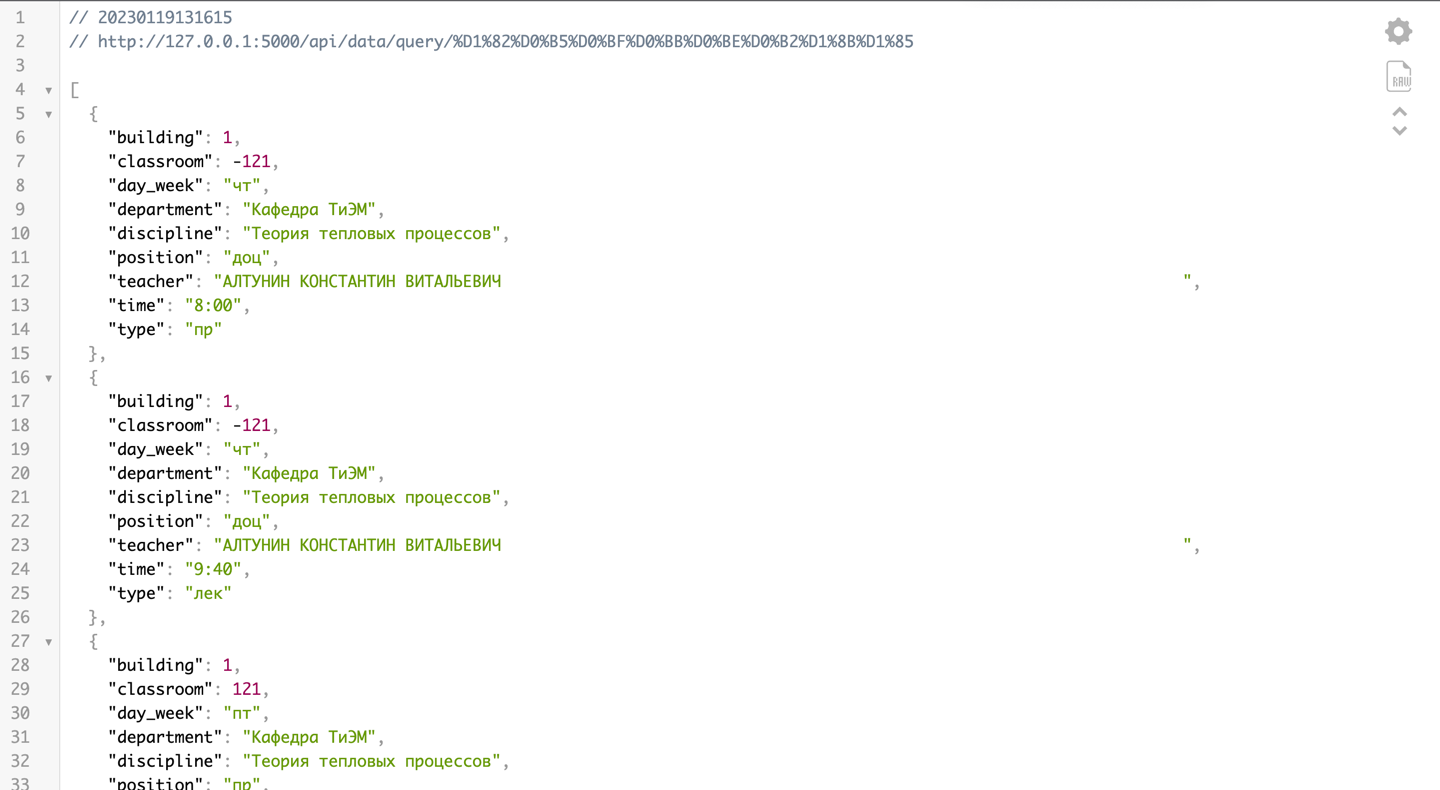 1 // 20230119131615
2 // http://127.0.0.1:5000/api/data/query/%D1%82%D0%B5%D0%BF%D0%BB%D0%BE%D0%B2%D1%8B%D1%85
3
4 [
5 {
6 "building": 1,
7 "classroom": -121,
8 "day_week": "чт",
9 "department": "Кафедра ТиЭМ",
10 "discipline": "Теория тепловых процессов",
11 "position": "доц",
12 "teacher": "АЛТУНИН КОНСТАНТИН ВИТАЛЬЕВИЧ ",
13 "time": "8:00",
14 "type": "пр"
15 },
16 {
17 "building": 1,
18 "classroom": -121,
19 "day_week": "чт",
20 "department": "Кафедра ТиЭМ",
21 "discipline": "Теория тепловых процессов",
22 "position": "доц",
23 "teacher": "АЛТУНИН КОНСТАНТИН ВИТАЛЬЕВИЧ ",
24 "time": "9:40",
25 "type": "лек"
26 },
27 {
28 "building": 1,
29 "classroom": 121,
30 "day_week": "пт",
31 "department": "Кафедра ТиЭМ",
32 "discipline": "Теория тепловых процессов",
33 "position": "пр",
RAW